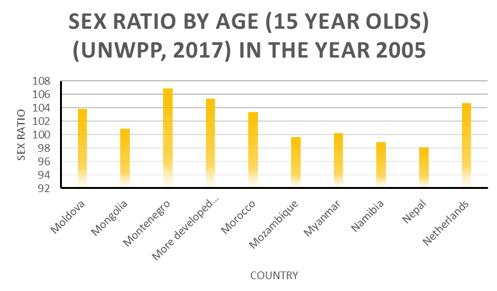 SEX RATIO BY AGE (15 YEAR OLDS)
(UNWPP, 2017) IN THE YEAR 2005
SEX RATIO
108
106
104
102
100
98
96
94
92
Moldova
Mongolia
Montenegro
More developed...
Morocco
Mozambique
Myanmar
Namibia
Nepal
Netherlands
COUNTRY